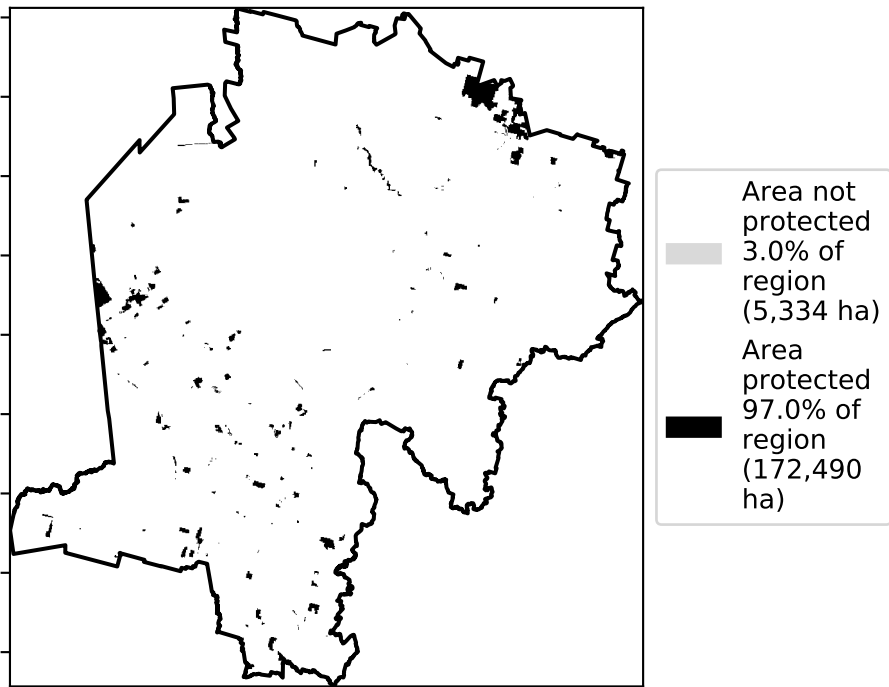 Area not
protected
3.0% of
region
(5,334 ha)
Area
protected
97.0% of
region
(172,490
ha)